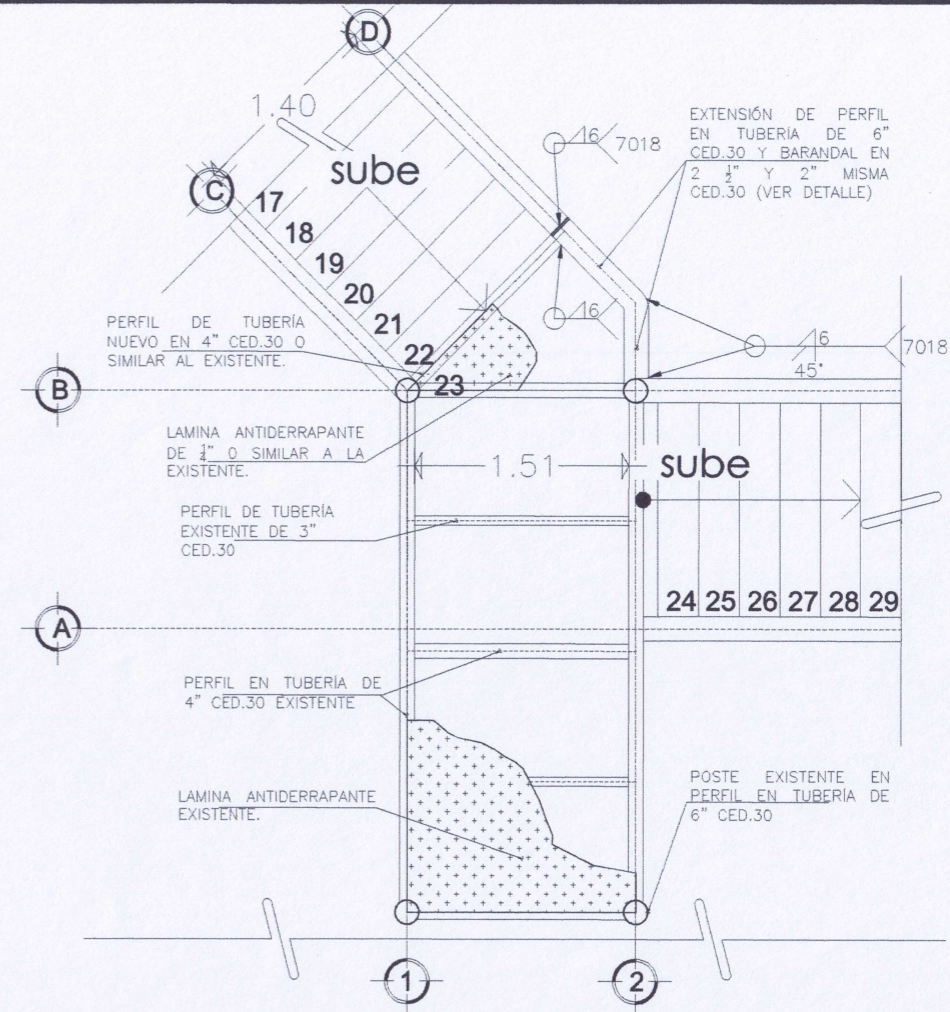 D
1.40
sube
C
17
18
19
20
21
22
23
16
7018
16
EXTENSIÓN DE PERFIL
EN TUBERIA DE 6"
CED.30 Y BARANDAL EN
2 ½" Y 2" MISMA
CED.30 (VER DETALLE)
PERFIL DE TUBERÍA
NUEVO EN 4" CED.30 O
SIMILAR AL EXISTENTE.
6
45°
7018
B
LAMINA ANTIDERRAPANTE
DE ¼" O SIMILAR A LA
EXISTENTE.
1.51
sube
PERFIL DE TUBERÍA
EXISTENTE DE 3"
CED.30
24 25 26 27 28 29
A
PERFIL EN TUBERÍA DE
4" CED.30 EXISTENTE
LAMINA ANTIDERRAPANTE
EXISTENTE.
POSTE EXISTENTE EN
PERFIL EN TUBERÍA DE
6" CED.30
1
2